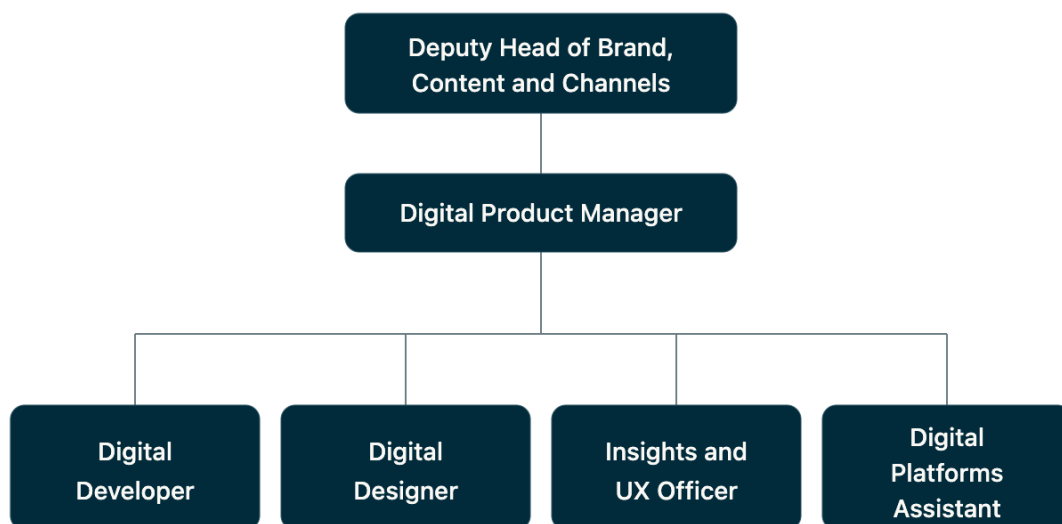 Deputy Head of Brand,
Content and Channels
Digital Product Manager
Digital
Developer
Digital
Designer
Insights and
UX Officer
Digital
Platforms
Assistant